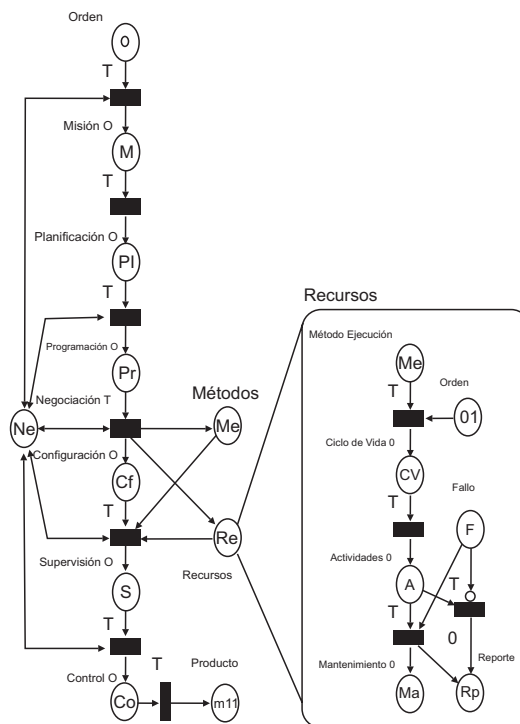 Orden
O
T
Misión O
M
T
Planificación O
Pl
T
Programación O
Pr
Negociación T
Ne
Métodos
Me
Configuración O
Cf
T
Re
Recursos
Supervisión O
S
T
Control O
Co
T
Producto
m11
Recursos
Método Ejecución
Me
T
Orden
01
Ciclo de Vida 0
CV
T
Fallo
F
Actividades 0
A
T
T
0
Reporte
Mantenimiento 0
Ma
Rp